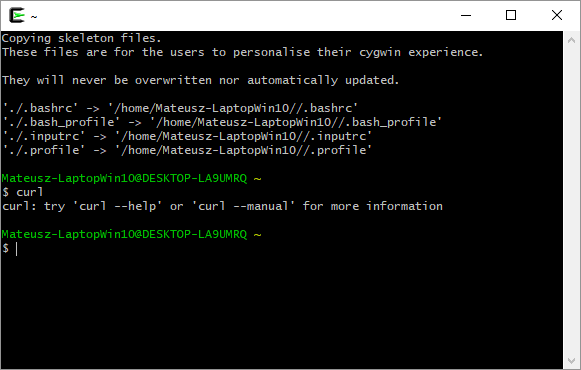 ~
Copying skeleton files.
These files are for the users to personalise their cygwin experience.
They will never be overwritten nor automatically updated.
'./.bashrc' -> '/home/Mateusz-LaptopWin10//.bashrc'
'./.bash_profile' -> '/home/Mateusz-LaptopWin10//.bash_profile'
'./.inputrc' -> '/home/Mateusz-LaptopWin10//.inputrc'
'./.profile' -> '/home/Mateusz-LaptopWin10//.profile'
Mateusz-LaptopWin10@DESKTOP-LA9UMRQ ~
$ curl
curl: try 'curl --help' or 'curl --manual' for more information
Mateusz-LaptopWin10@DESKTOP-LA9UMRQ ~
$